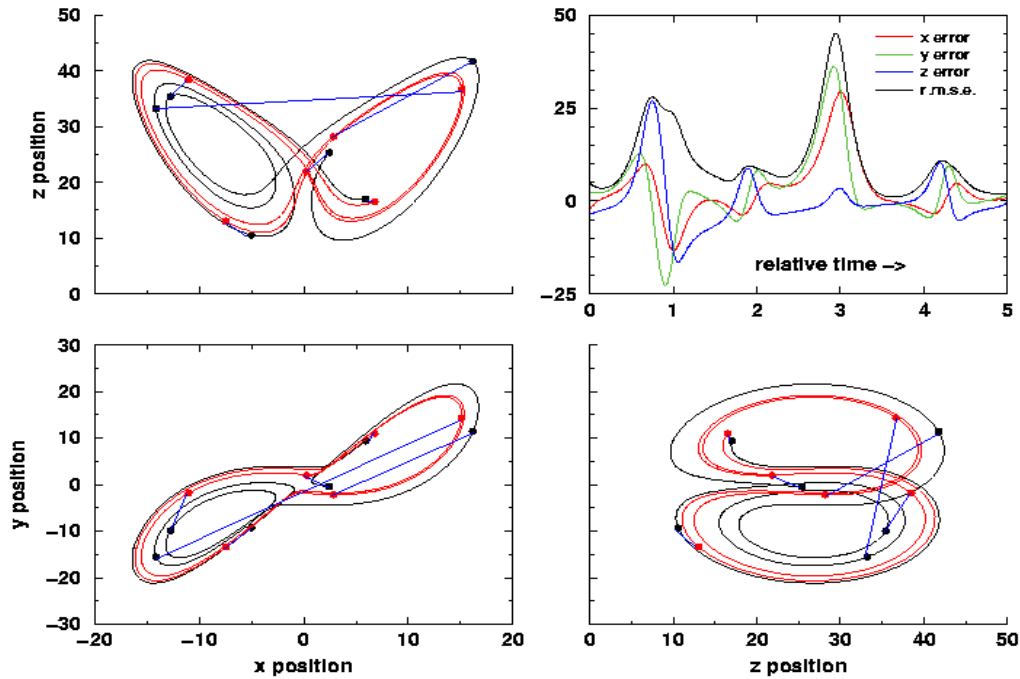 50
40
30
20
10
0
z position
50
25
0
−25
0 1 2 3 4 5
x error
y error
z error
r.m.s.e.
relative time −>
30
20
10
0
−10
−20
−30
y position
−20 −10 0 10 20
x position
0 10 20 30 40 50
z position